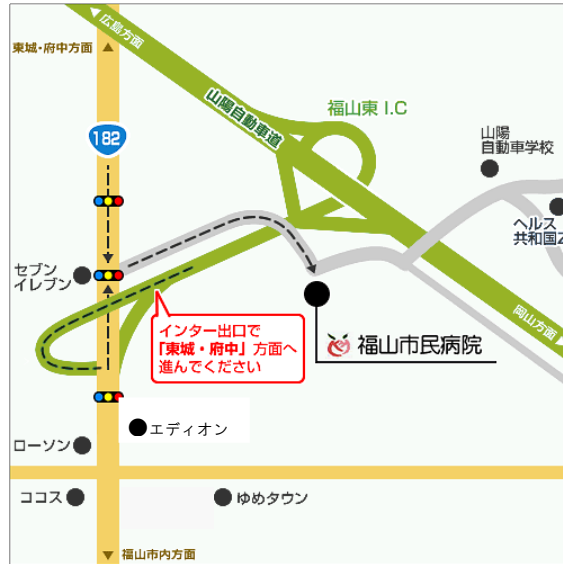 広島方面
東城・府中方面
山陽自動車道
福山東 I.C
182
山陽
自動車学校
ヘルス
共和国Z
セブン
イレブン
岡山方面
インター出口で
「東城・府中」方面へ
進んでください
福山市民病院
エディオン
ローソン
ココス
ゆめタウン
福山市内方面